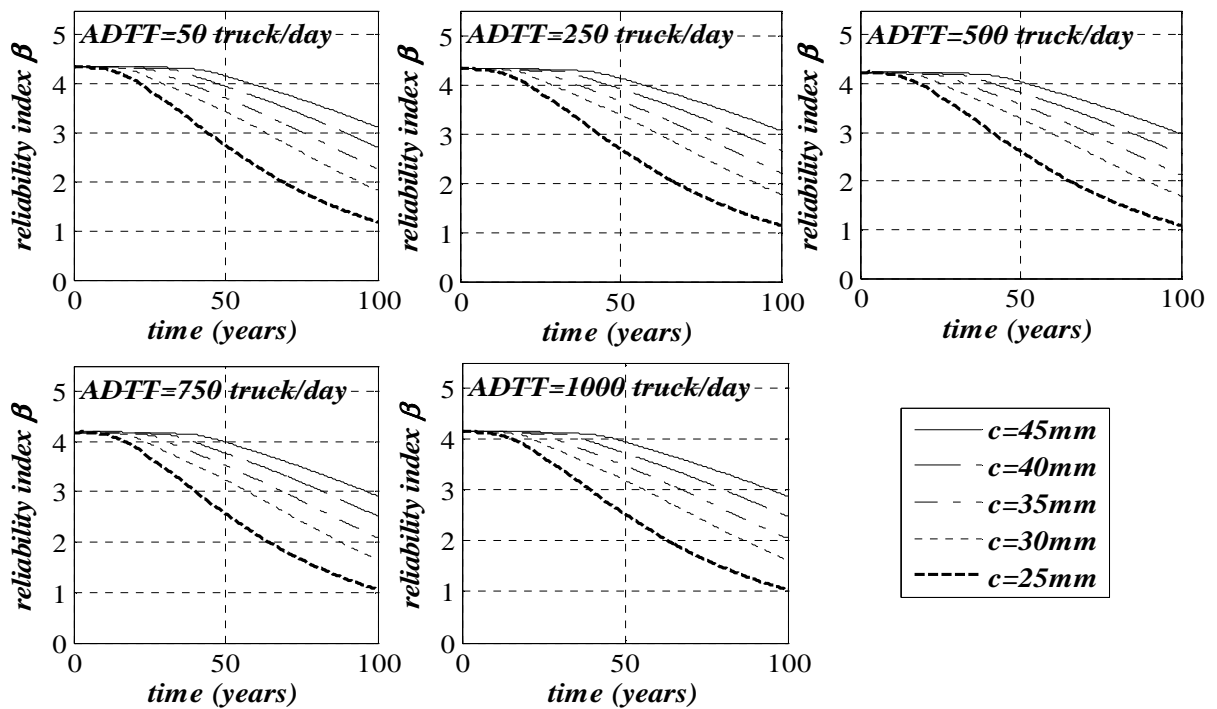 ADTT=50 truck/day
reliability index β
5
4
3
2
1
0
0 50 100
time (years)
ADTT=250 truck/day
reliability index β
5
4
3
2
1
0
0 50 100
time (years)
ADTT=500 truck/day
reliability index β
5
4
3
2
1
0
0 50 100
time (years)
ADTT=750 truck/day
reliability index β
5
4
3
2
1
0
0 50 100
time (years)
ADTT=1000 truck/day
reliability index β
5
4
3
2
1
0
0 50 100
time (years)
c=45mm
c=40mm
c=35mm
c=30mm
c=25mm